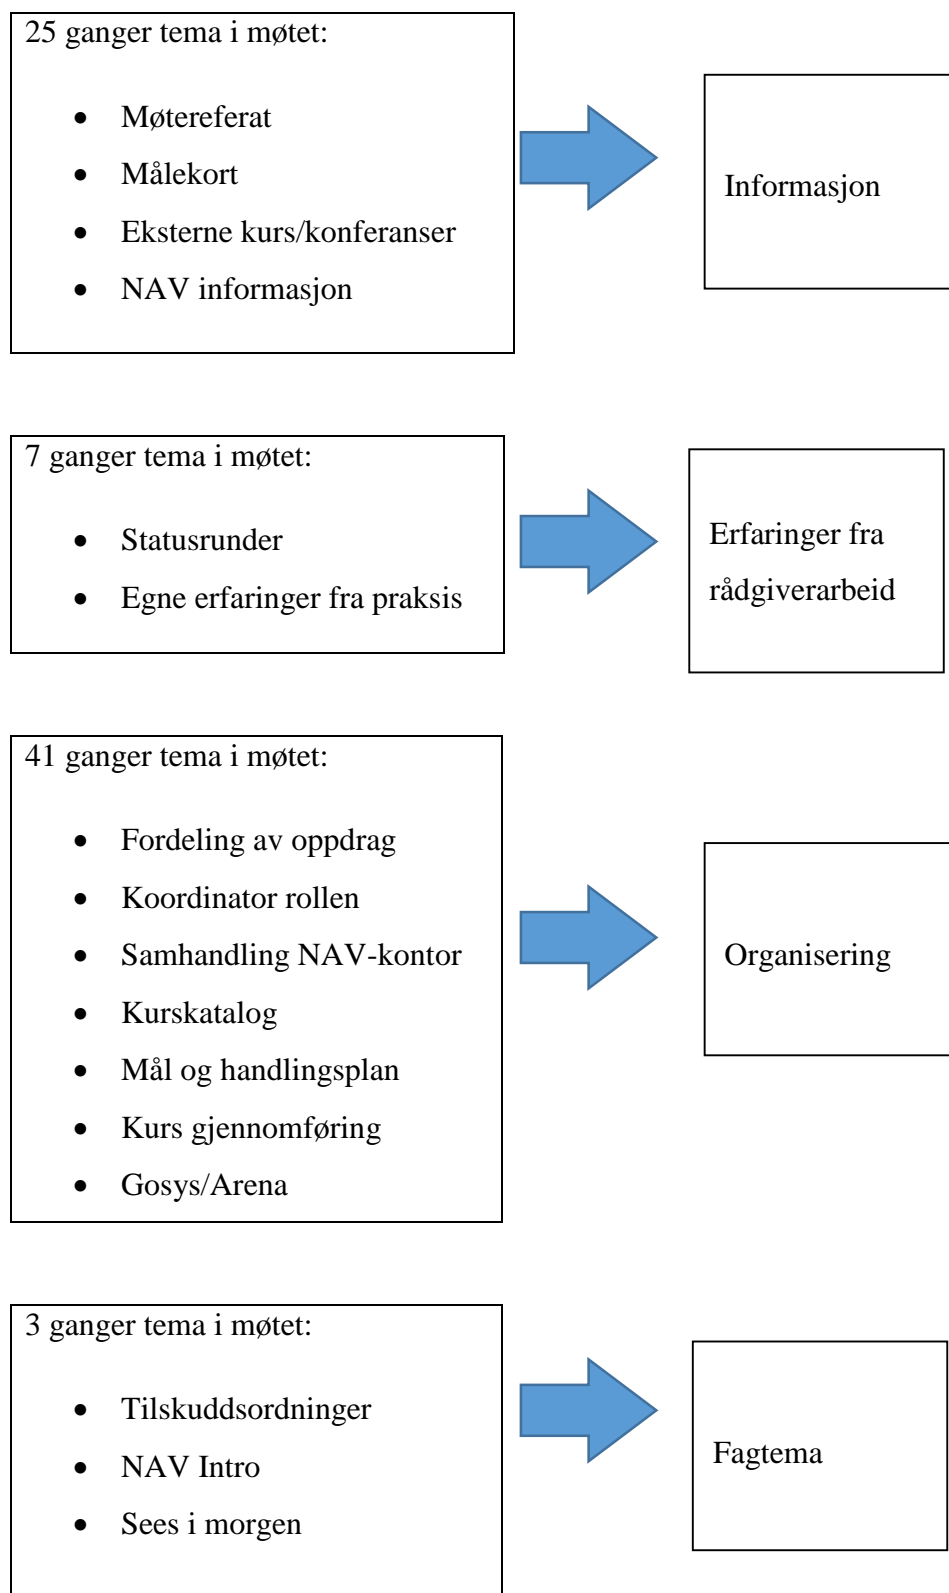 25 ganger tema i møtet:
• Møtereferat
• Målekort
• Eksterne kurs/konferanser
• NAV informasjon
Informasjon
7 ganger tema i møtet:
• Statusrunder
• Egne erfaringer fra praksis
Erfaringer fra
rådgiverarbeid
41 ganger tema i møtet:
• Fordeling av oppdrag
• Koordinator rollen
• Samhandling NAV-kontor
• Kurskatalog
• Mål og handlingsplan
• Kurs gjennomføring
• Gosys/Arena
Organisering
3 ganger tema i møtet:
• Tilskuddsordninger
• NAV Intro
• Sees i morgen
Fagtema